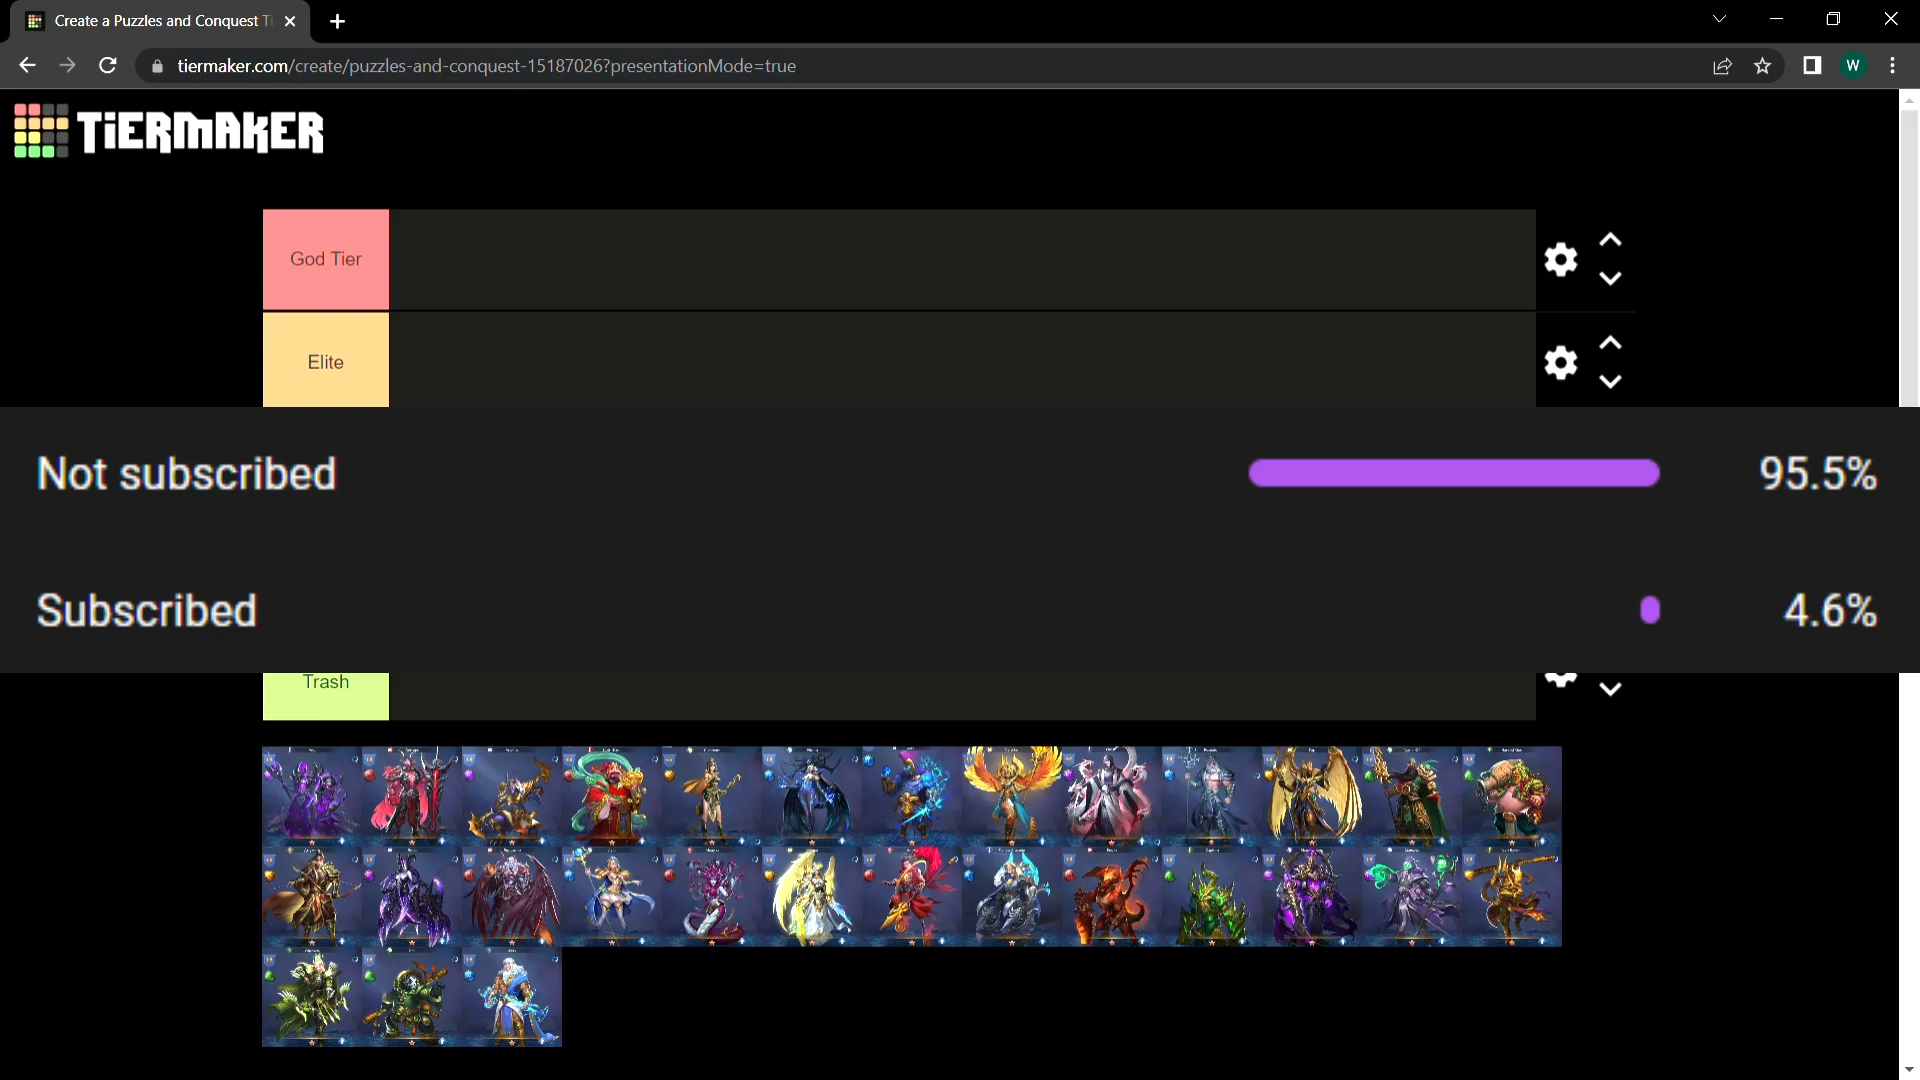 Create a Puzzles and Conquest Ti
tiermaker.com/create/puzzles-and-conquest-15187026?presentationMode=true
W
TiERMAKER
God Tier
Elite
Not subscribed
95.5%
Subscribed
4.6%
Trash